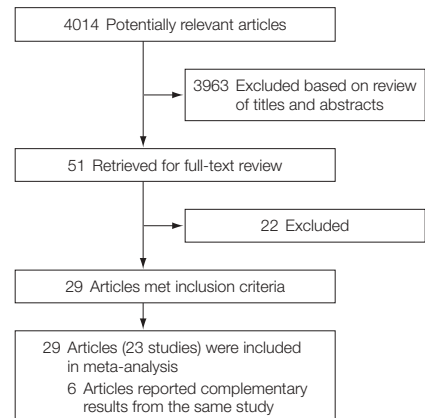 4014 Potentially relevant articles
3963 Excluded based on review
of titles and abstracts
51 Retrieved for full-text review
22 Excluded
29 Articles met inclusion criteria
29 Articles (23 studies) were included
in meta-analysis
6 Articles reported complementary
results from the same study